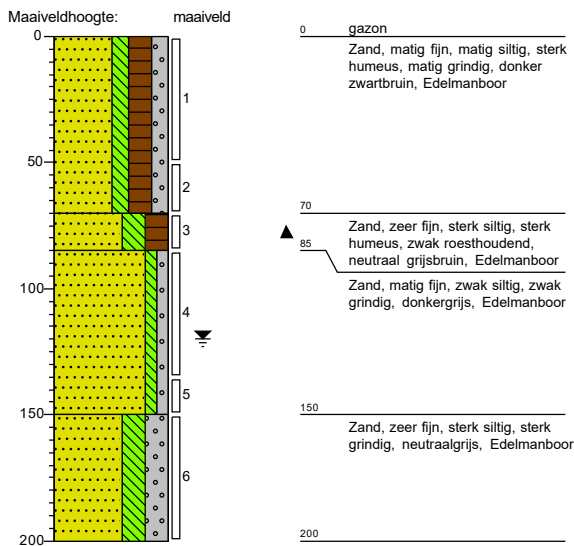 Maaiveldhoogte: maaiveld
0
50
100
150
200
1
2
3
4
5
6
0 gazon
Zand, matig fijn, matig siltig, sterk
humeus, matig grindig, donker
zwartbruin, Edelmanboor
70
Zand, zeer fijn, sterk siltig, sterk
humeus, zwak roesthoudend,
neutraal grijsbruin, Edelmanboor
85
Zand, matig fijn, zwak siltig, zwak
grindig, donkergrijs, Edelmanboor
150
Zand, zeer fijn, sterk siltig, sterk
grindig, neutraalgrijs, Edelmanboor
200